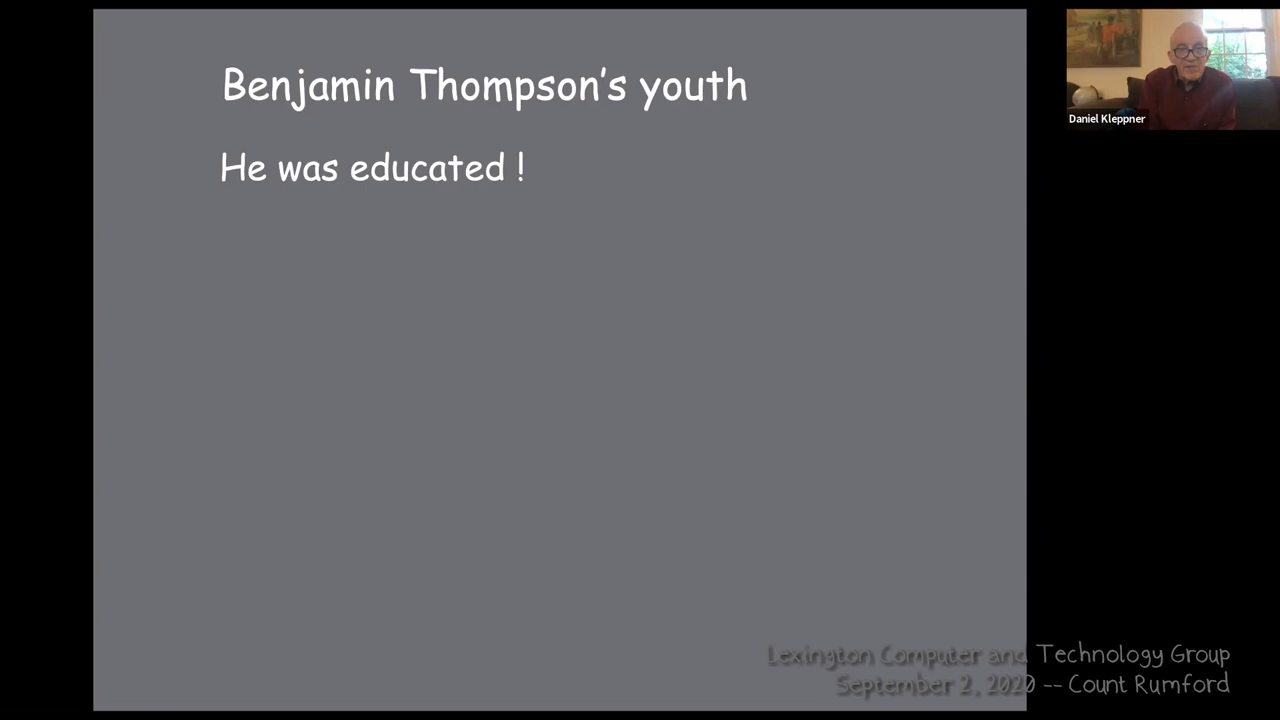 Benjamin Thompson's youth
He was educated !
Daniel Kleppner
Lexington Computer and Technology Group
September 2, 2020 -- Count Rumford